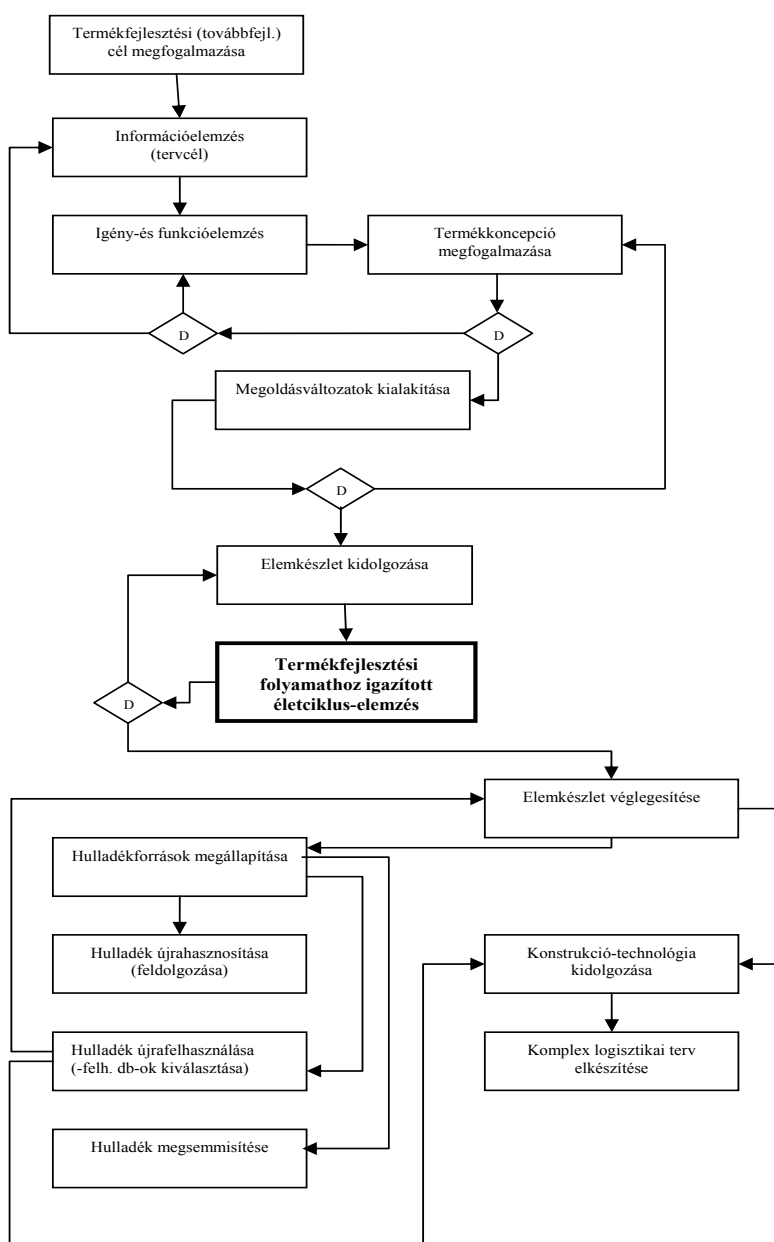 Termékfejlesztési (továbbfejl.)
cél megfogalmazása
Információelemzés
(tervcél)
Igény-és funkcióelemzés
Termékkoncepció
megfogalmazása
D
D
Megoldásváltozatok kialakítása
D
Elemkészlet kidolgozása
Termékfejlesztési
folyamathoz igazított
életciklus-elemzés
D
Elemkészlet véglegesítése
Hulladékforrások megállapítása
Hulladék újrahasznosítása
(feldolgozása)
Konstrukció-technológia
kidolgozása
Hulladék újrafelhasználása
(-felh. db-ok kiválasztása)
Komplex logisztikai terv
elkészítése
Hulladék megsemmisítése